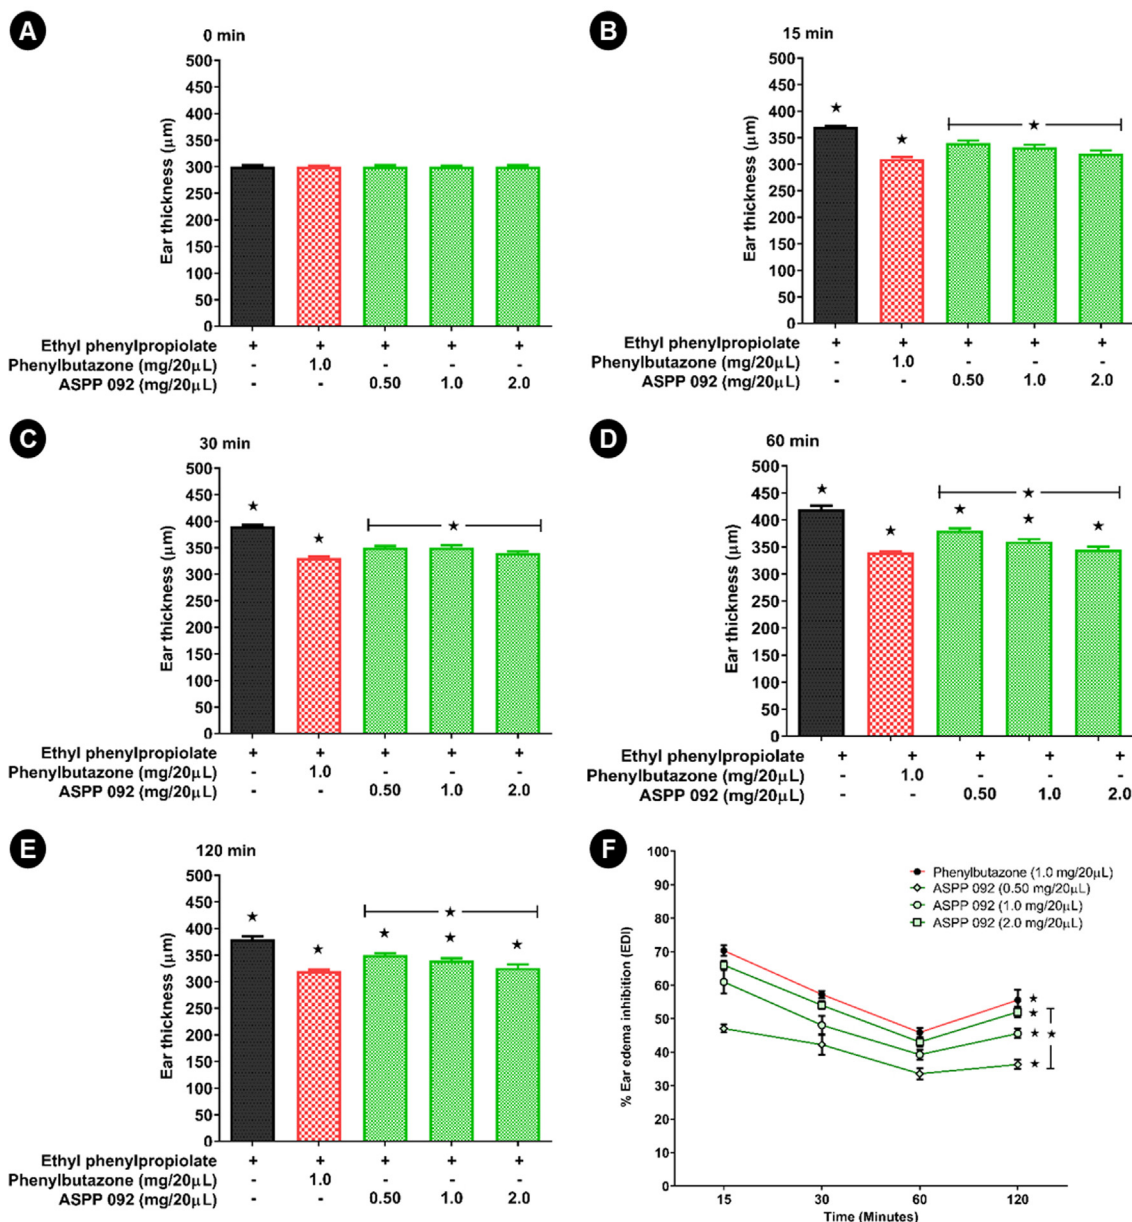 A
0 min
500
450
400
350
300
250
200
150
100
50
0
Ear thickness (µm)
Ethyl phenylpropiolate + + + + +
Phenylbutazone (mg/20µL) - 1.0 - - -
ASPP 092 (mg/20µL) - - 0.50 1.0 2.0
B
15 min
500
450
400
350
300
250
200
150
100
50
0
Ear thickness (µm)
Ethyl phenylpropiolate + + + + +
Phenylbutazone (mg/20µL) - 1.0 - - -
ASPP 092 (mg/20µL) - - 0.50 1.0 2.0
C
30 min
500
450
400
350
300
250
200
150
100
50
0
Ear thickness (µm)
Ethyl phenylpropiolate + + + + +
Phenylbutazone (mg/20µL) - 1.0 - - -
ASPP 092 (mg/20µL) - - 0.50 1.0 2.0
D
60 min
500
450
400
350
300
250
200
150
100
50
0
Ear thickness (µm)
Ethyl phenylpropiolate + + + + +
Phenylbutazone (mg/20µL) - 1.0 - - -
ASPP 092 (mg/20µL) - - 0.50 1.0 2.0
E
120 min
500
450
400
350
300
250
200
150
100
50
0
Ear thickness (µm)
Ethyl phenylpropiolate + + + + +
Phenylbutazone (mg/20µL) - 1.0 - - -
ASPP 092 (mg/20µL) - - 0.50 1.0 2.0
F
100
90
80
70
60
50
40
30
20
10
0
% Ear edema inhibition (EDI)
Phenylbutazone (1.0 mg/20µL)
ASPP 092 (0.50 mg/20µL)
ASPP 092 (1.0 mg/20µL)
ASPP 092 (2.0 mg/20µL)
15 30 60 120
Time (Minutes)